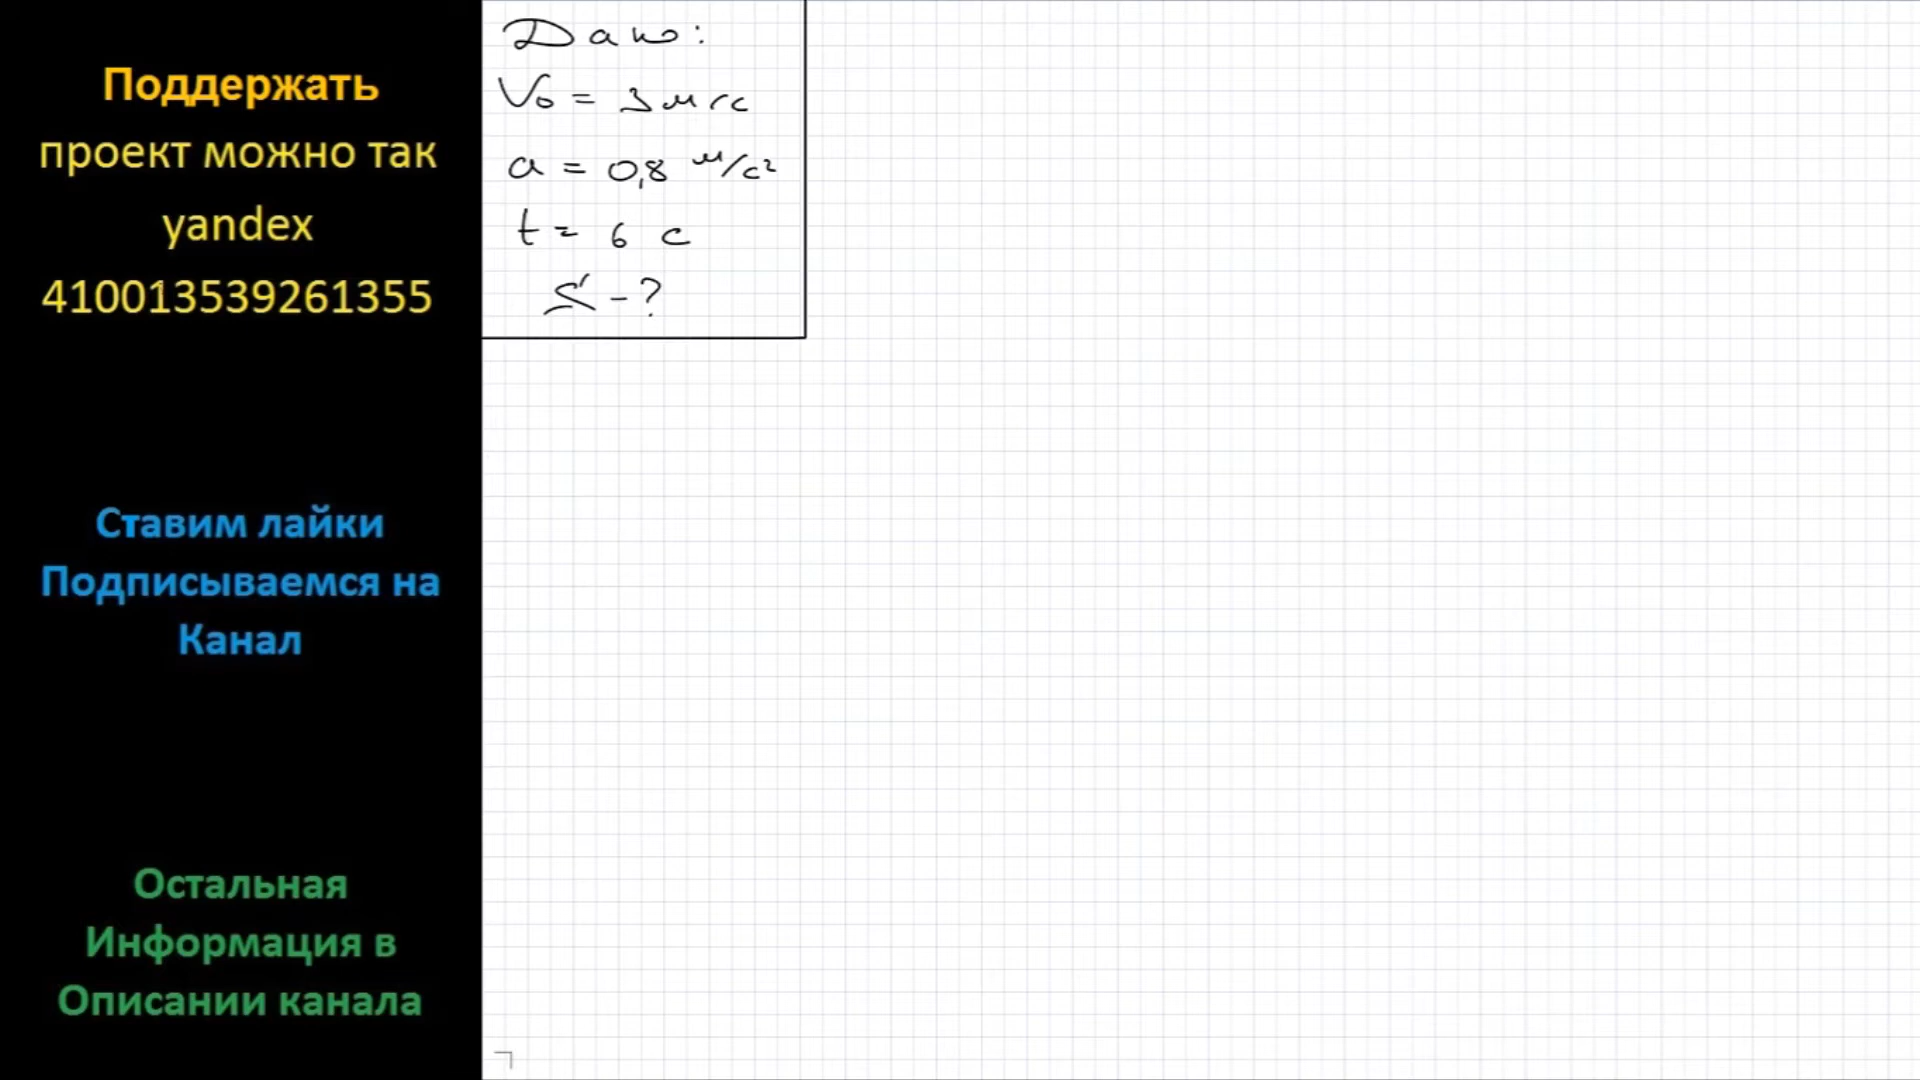 Поддержать
проект можно так
yandex
410013539261355
Ставим лайки
Подписываемся на
Канал
Остальная
Информация в
Описании канала
Дано:
V₀ = 3 м/с
a = 0,8 м/с²
t = 6 с
S - ?